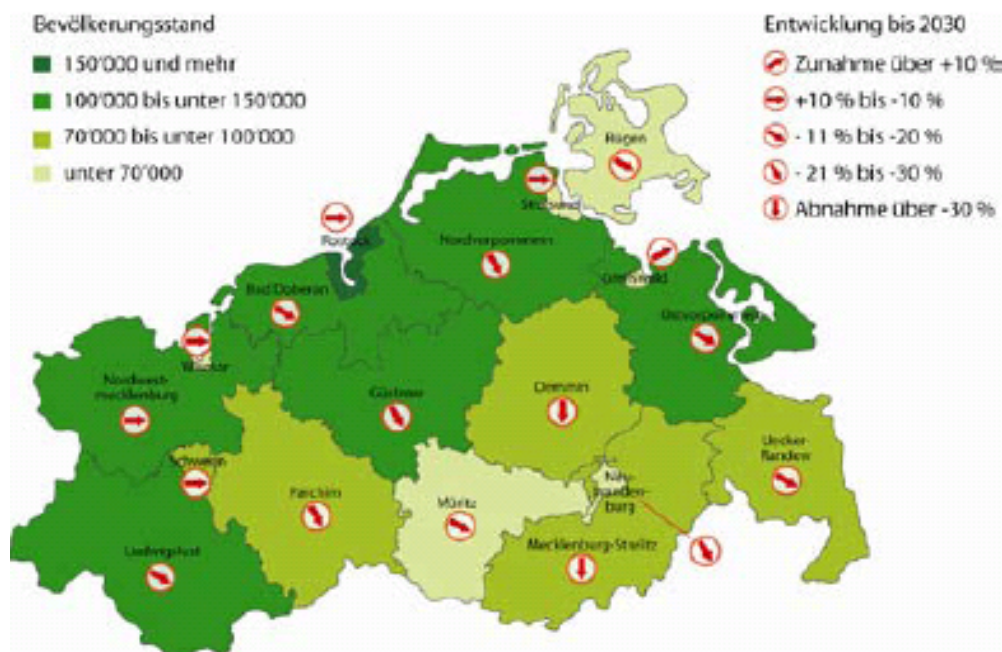 Bevölkerungsstand
150'000 und mehr
100'000 bis unter 150'000
70'000 bis unter 100'000
unter 70'000
Entwicklung bis 2030
Zunahme über +10 %
+10 % bis -10 %
- 11 % bis -20 %
- 21 % bis -30 %
Abnahme über -30 %
Rügen
Stralsund
Rostock
Nordvorpommern
Greifswald
Bad Doberan
Ostvorpommern
Wismar
Nordwest-
mecklenburg
Güstrow
Demmin
Uecker-
Randow
Schwerin
Parchim
Müritz
Neu-
brandenburg
Mecklenburg-Strelitz
Ludwigslust